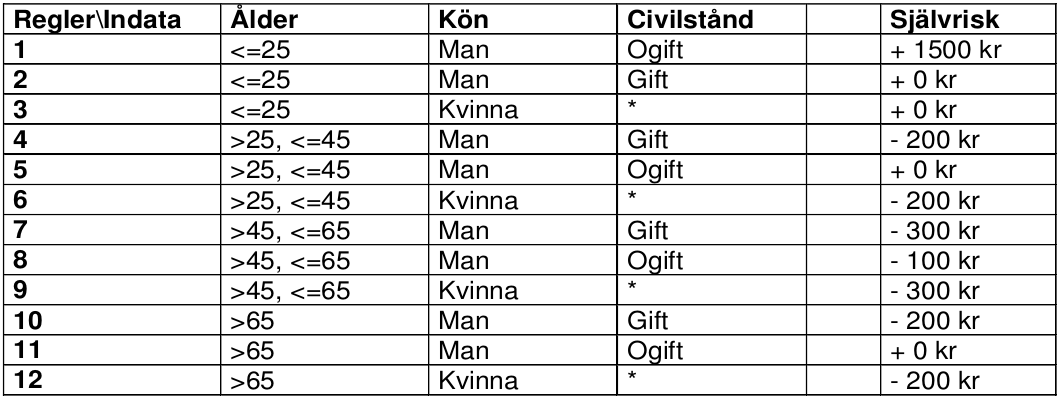 Regler\Indata Ålder Kön Civilstånd Självrisk
1 <=25 Man Ogift + 1500 kr
2 <=25 Man Gift + 0 kr
3 <=25 Kvinna * + 0 kr
4 >25, <=45 Man Gift - 200 kr
5 >25, <=45 Man Ogift + 0 kr
6 >25, <=45 Kvinna * - 200 kr
7 >45, <=65 Man Gift - 300 kr
8 >45, <=65 Man Ogift - 100 kr
9 >45, <=65 Kvinna * - 300 kr
10 >65 Man Gift - 200 kr
11 >65 Man Ogift + 0 kr
12 >65 Kvinna * - 200 kr